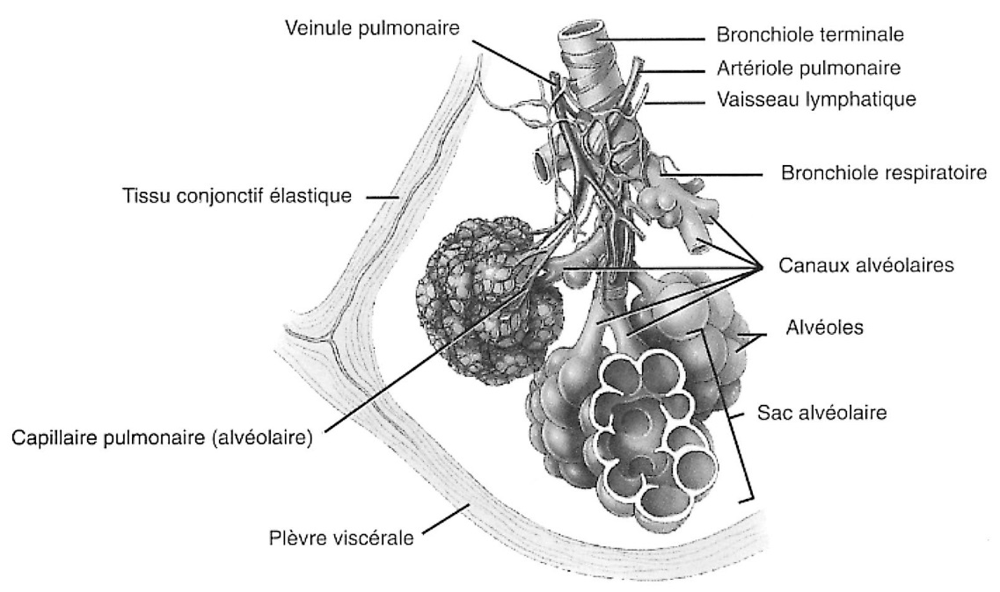 Veinule pulmonaire
Bronchiole terminale
Artériole pulmonaire
Vaisseau lymphatique
Bronchiole respiratoire
Tissu conjonctif élastique
Canaux alvéolaires
Alvéoles
Sac alvéolaire
Capillaire pulmonaire (alvéolaire)
Plèvre viscérale